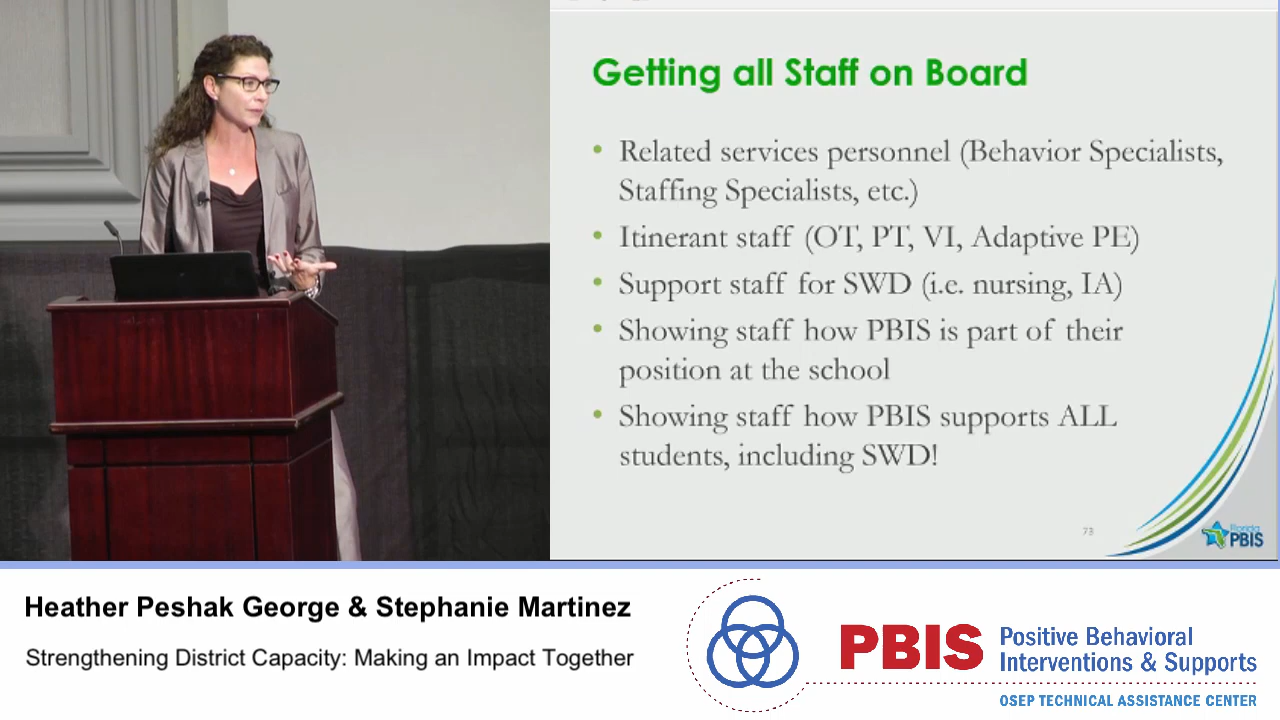 Getting all Staff on Board
• Related services personnel (Behavior Specialists,
Staffing Specialists, etc.)
• Itinerant staff (OT, PT, VI, Adaptive PE)
• Support staff for SWD (i.e. nursing, IA)
• Showing staff how PBIS is part of their
position at the school
• Showing staff how PBIS supports ALL
students, including SWD!
73
Florida
PBIS
Heather Peshak George & Stephanie Martinez
Strengthening District Capacity: Making an Impact Together
PBIS
Positive Behavioral
Interventions & Supports
OSEP TECHNICAL ASSISTANCE CENTER